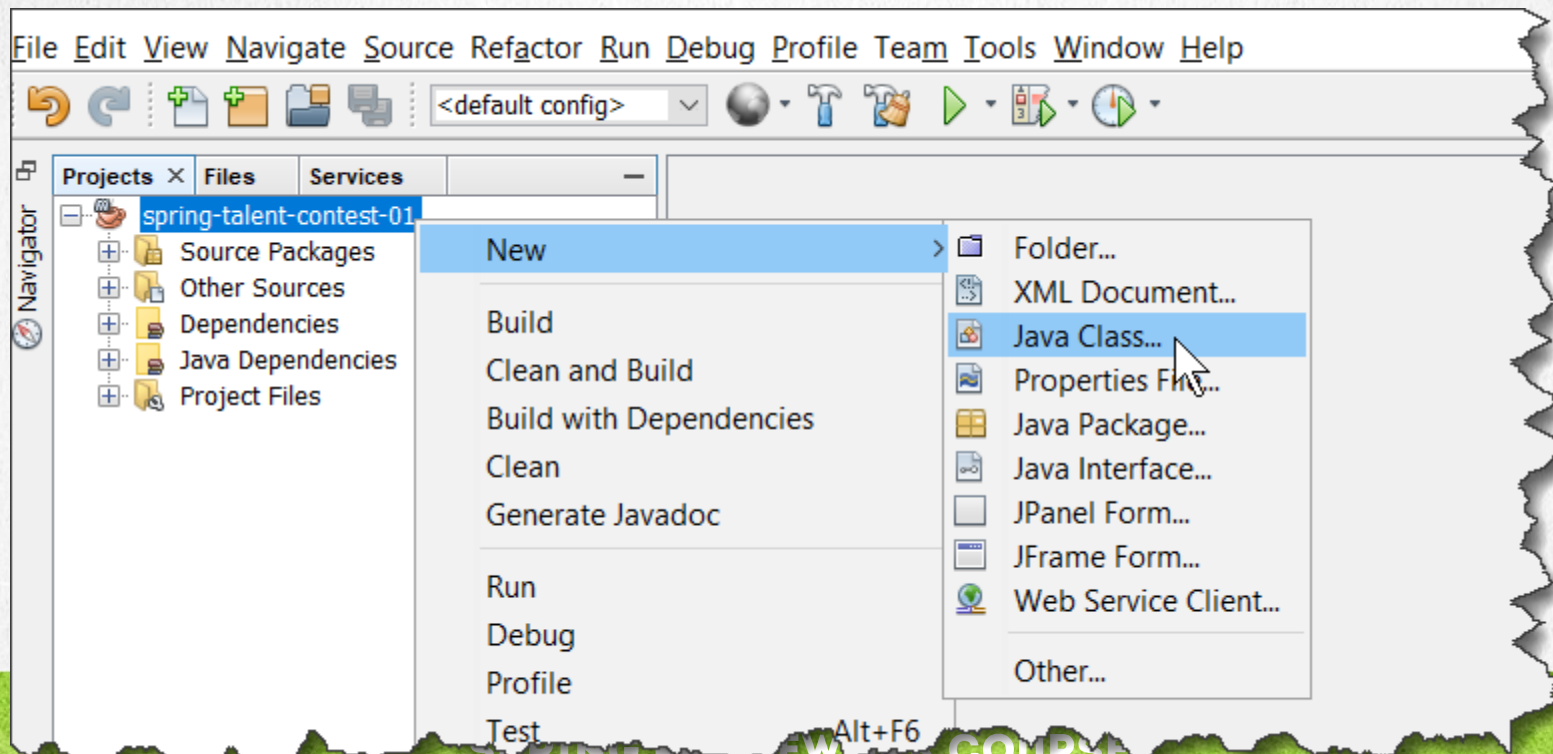 File Edit View Navigate Source Refactor Run Debug Profile Team Tools Window Help
<default config>
Projects Files Services
Navigator
spring-talent-contest-01
Source Packages
Other Sources
Dependencies
Java Dependencies
Project Files
New
Build
Clean and Build
Build with Dependencies
Clean
Generate Javadoc
Run
Debug
Profile
Test Alt+F6
Folder...
XML Document...
Java Class...
Properties File...
Java Package...
Java Interface...
JPanel Form...
JFrame Form...
Web Service Client...
Other...